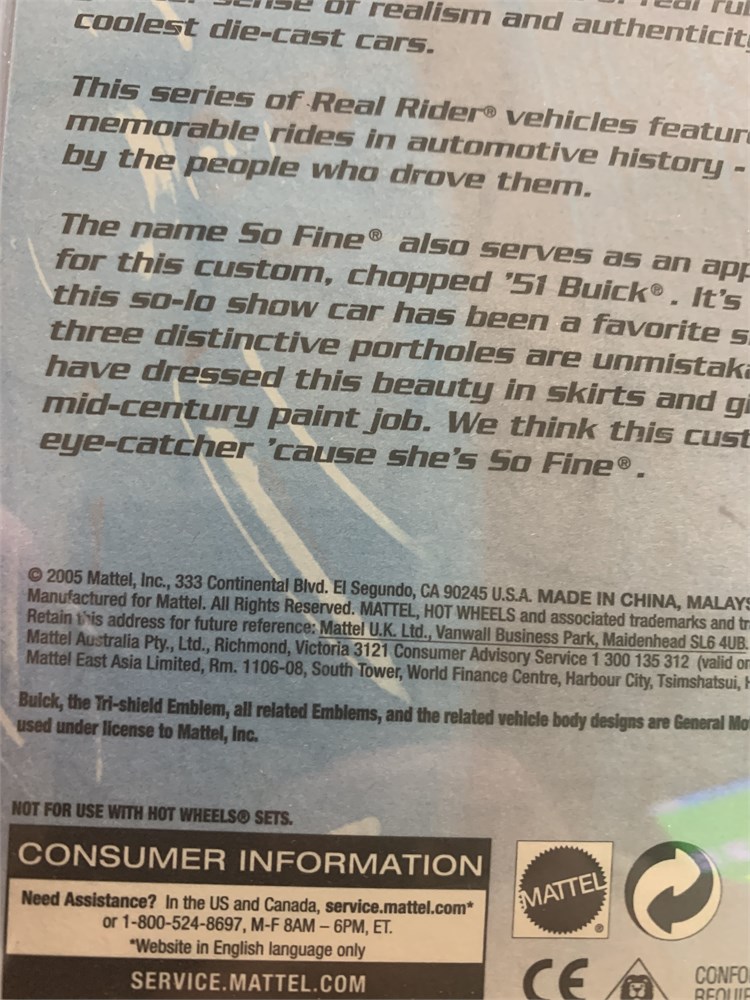 sense of realism and authenticit
coolest die-cast cars.
This series of Real Rider® vehicles featur
memorable rides in automotive history -
by the people who drove them.
The name So Fine® also serves as an app
for this custom, chopped '51 Buick®. It's
this so-lo show car has been a favorite s
three distinctive portholes are unmistaka
have dressed this beauty in skirts and gi
mid-century paint job. We think this cust
eye-catcher 'cause she's So Fine®.
© 2005 Mattel, Inc., 333 Continental Blvd. El Segundo, CA 90245 U.S.A. MADE IN CHINA, MALAYS
Manufactured for Mattel. All Rights Reserved. MATTEL, HOT WHEELS and associated trademarks and tr
Retain this address for future reference: Mattel U.K. Ltd., Vanwall Business Park, Maidenhead SL6 4UB.
Mattel Australia Pty., Ltd., Richmond, Victoria 3121 Consumer Advisory Service 1 300 135 312 (valid on
Mattel East Asia Limited, Rm. 1106-08, South Tower, World Finance Centre, Harbour City, Tsimshatsui, H
Buick, the Tri-shield Emblem, all related Emblems, and the related vehicle body designs are General Mo
used under license to Mattel, Inc.
NOT FOR USE WITH HOT WHEELS® SETS.
CONSUMER INFORMATION
Need Assistance? In the US and Canada, service.mattel.com*
or 1-800-524-8697, M-F 8AM – 6PM, ET.
*Website in English language only
SERVICE.MATTEL.COM
MATTEL®
CE
CONFO
REQUIR